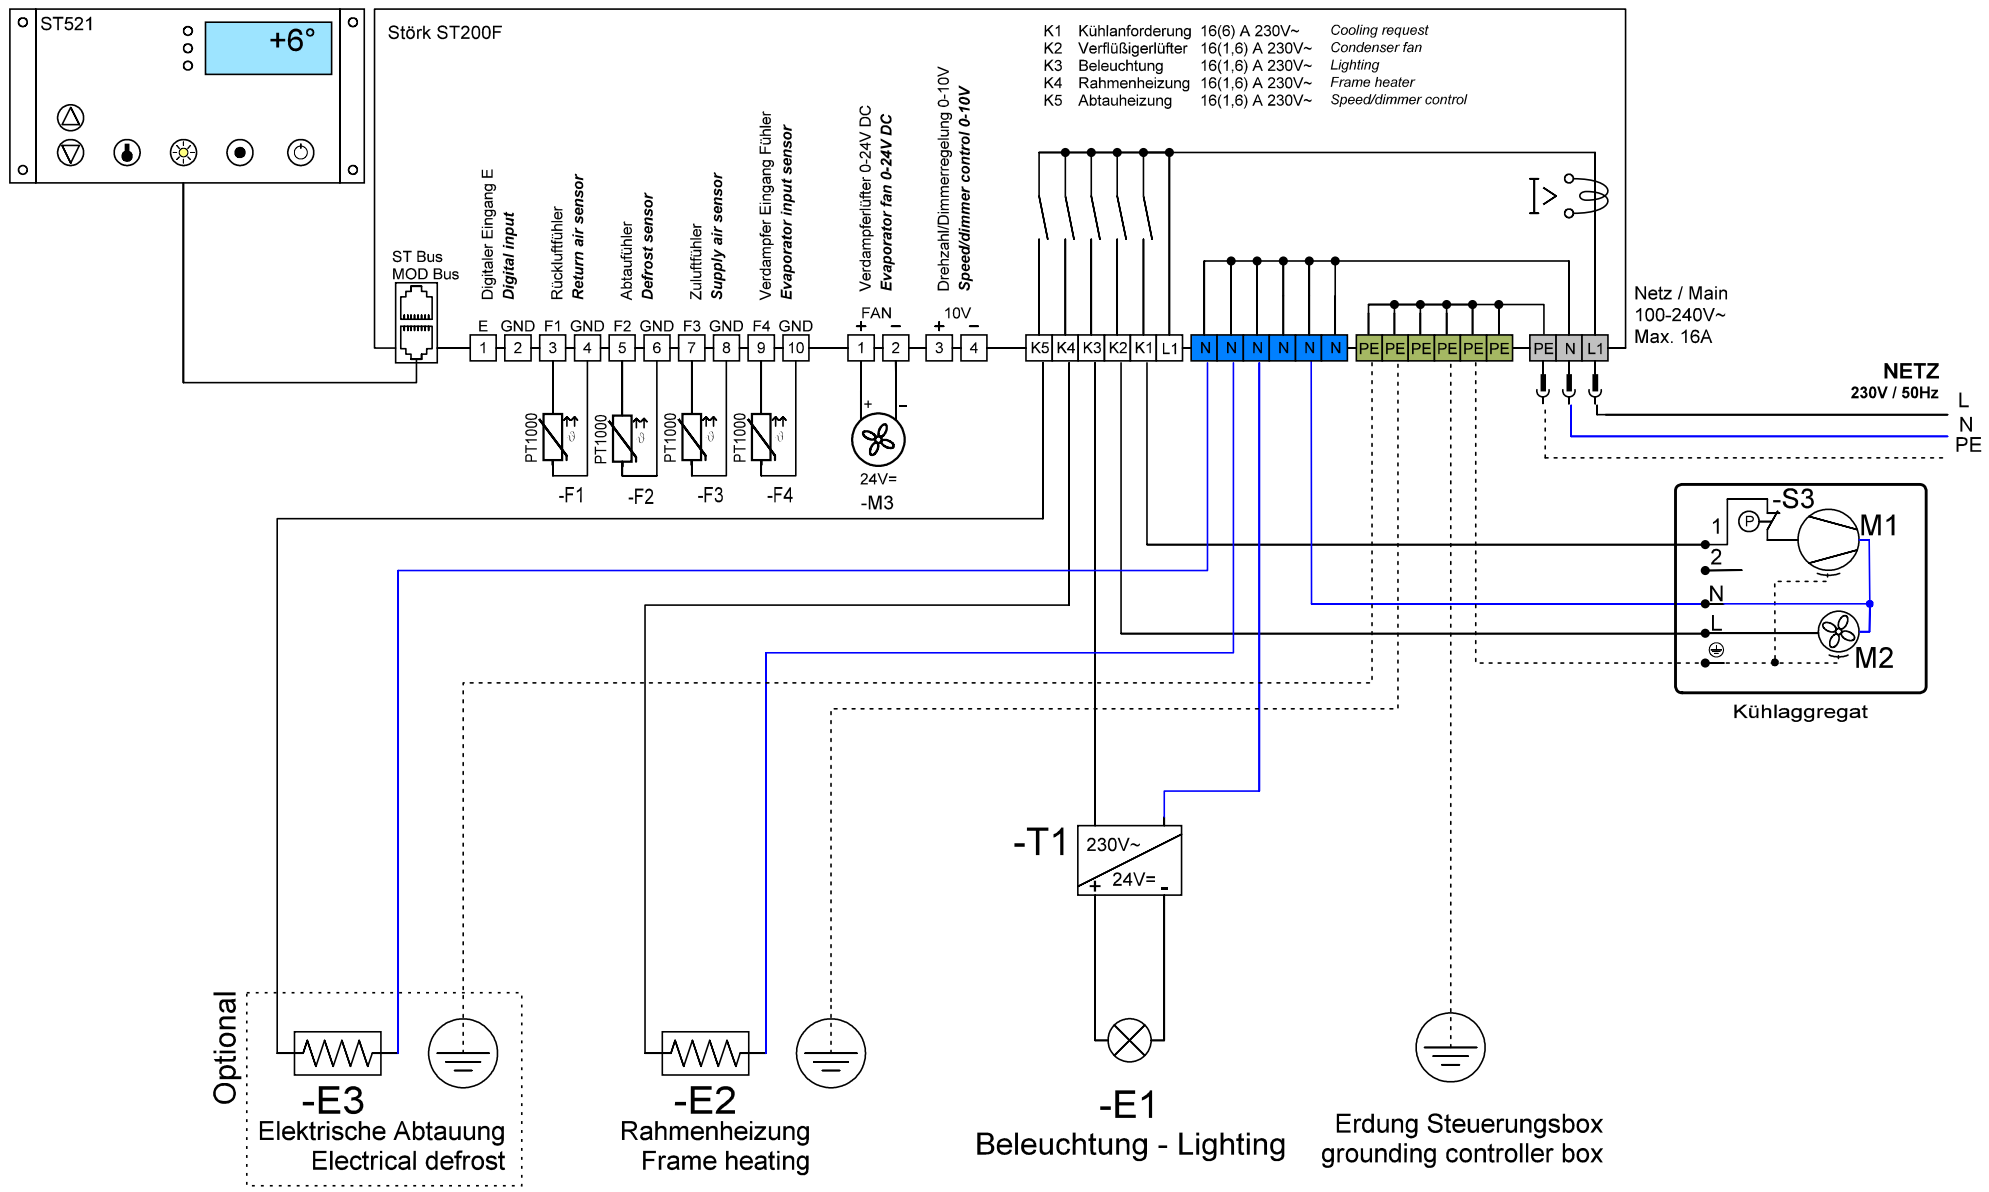 ST521
+6°
Störk ST200F
K1 Kühlanforderung 16(6) A 230V~ Cooling request
K2 Verflüßigerlüfter 16(1,6) A 230V~ Condenser fan
K3 Beleuchtung 16(1,6) A 230V~ Lighting
K4 Rahmenheizung 16(1,6) A 230V~ Frame heater
K5 Abtauheizung 16(1,6) A 230V~ Speed/dimmer control
ST Bus
MOD Bus
Digitaler Eingang E
Digital input
Rückluftfühler
Return air sensor
Abtaufühler
Defrost sensor
Zuluftfühler
Supply air sensor
Verdampfer Eingang Fühler
Evaporator input sensor
Verdampferlüfter 0-24V DC
Evaporator fan 0-24V DC
Drehzahl/Dimmerregelung 0-10V
Speed/dimmer control 0-10V
E GND F1 GND F2 GND F3 GND F4 GND
FAN
+ −
10V
+ −
1 2 3 4 5 6 7 8 9 10
1 2 3 4
K5 K4 K3 K2 K1 L1
N N N N N N
PE PE PE PE PE PE
PE N L1
Netz / Main
100-240V~
Max. 16A
NETZ
230V / 50Hz
L
N
PE
PT1000
-F1
PT1000
-F2
PT1000
-F3
PT1000
-F4
+ −
24V=
-M3
-S3
P
M1
1
2
N
L
M2
Kühlaggregat
-T1
230V~
24V=
+ -
Optional
-E3
Elektrische Abtauung
Electrical defrost
-E2
Rahmenheizung
Frame heating
-E1
Beleuchtung - Lighting
Erdung Steuerungsbox
grounding controller box